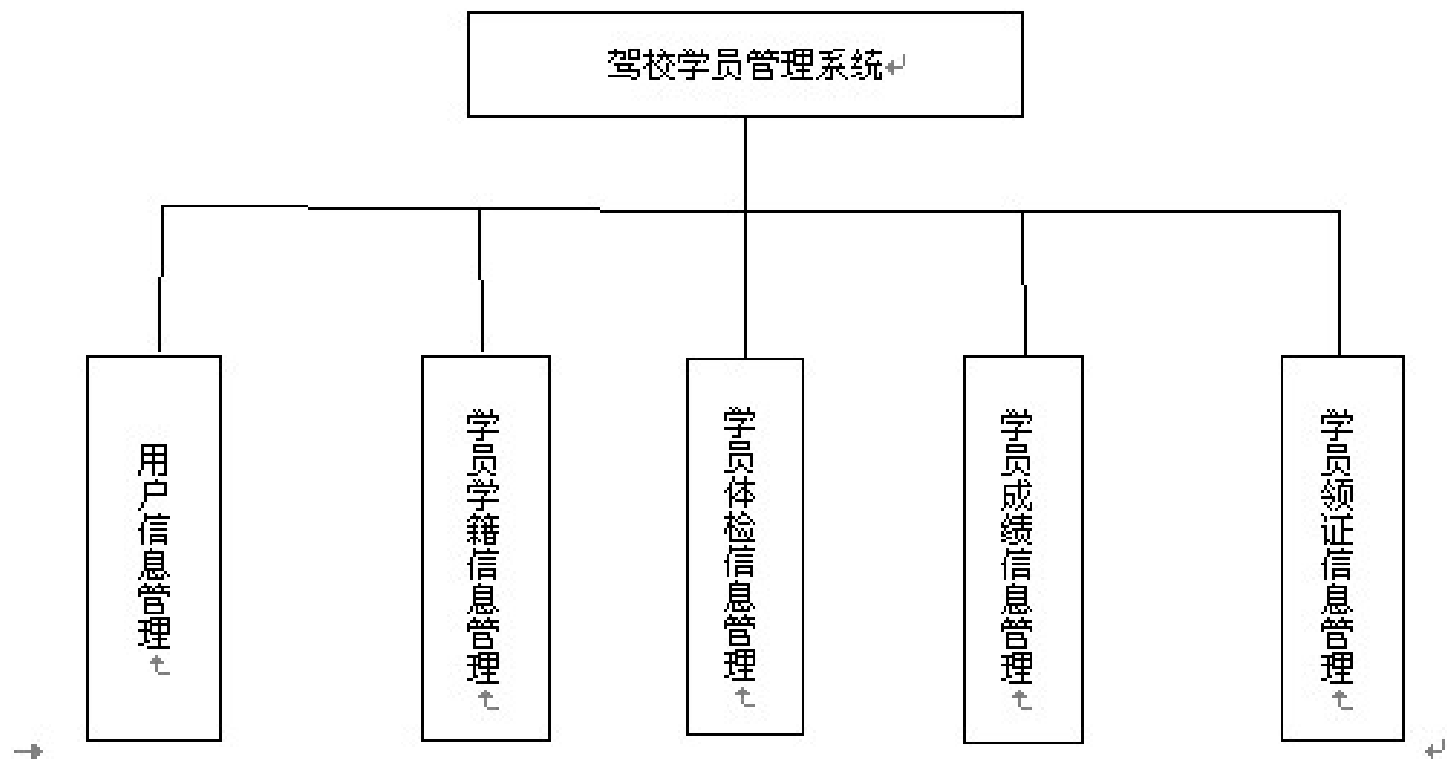 驾校学员管理系统
用户信息管理
学员学籍信息管理
学员体检信息管理
学员成绩信息管理
学员领证信息管理